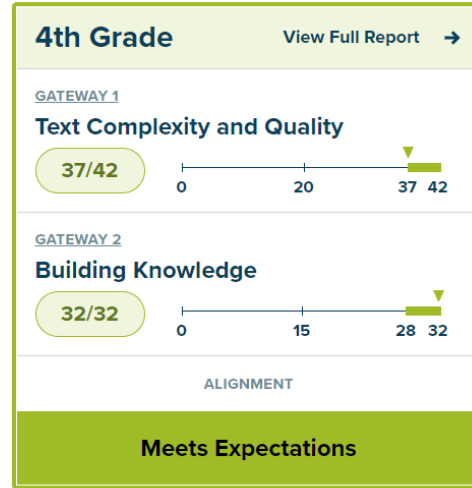 4th Grade
View Full Report →
GATEWAY 1
Text Complexity and Quality
37/42
0 20 37 42
GATEWAY 2
Building Knowledge
32/32
0 15 28 32
ALIGNMENT
Meets Expectations